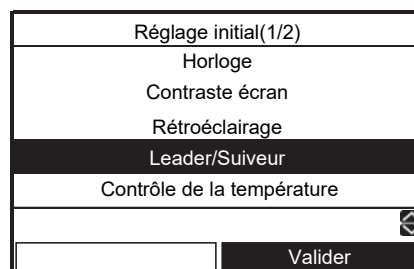 Réglage initial(1/2)
Horloge
Contraste écran
Rétroéclairage
Leader/Suiveur
Contrôle de la température
Valider